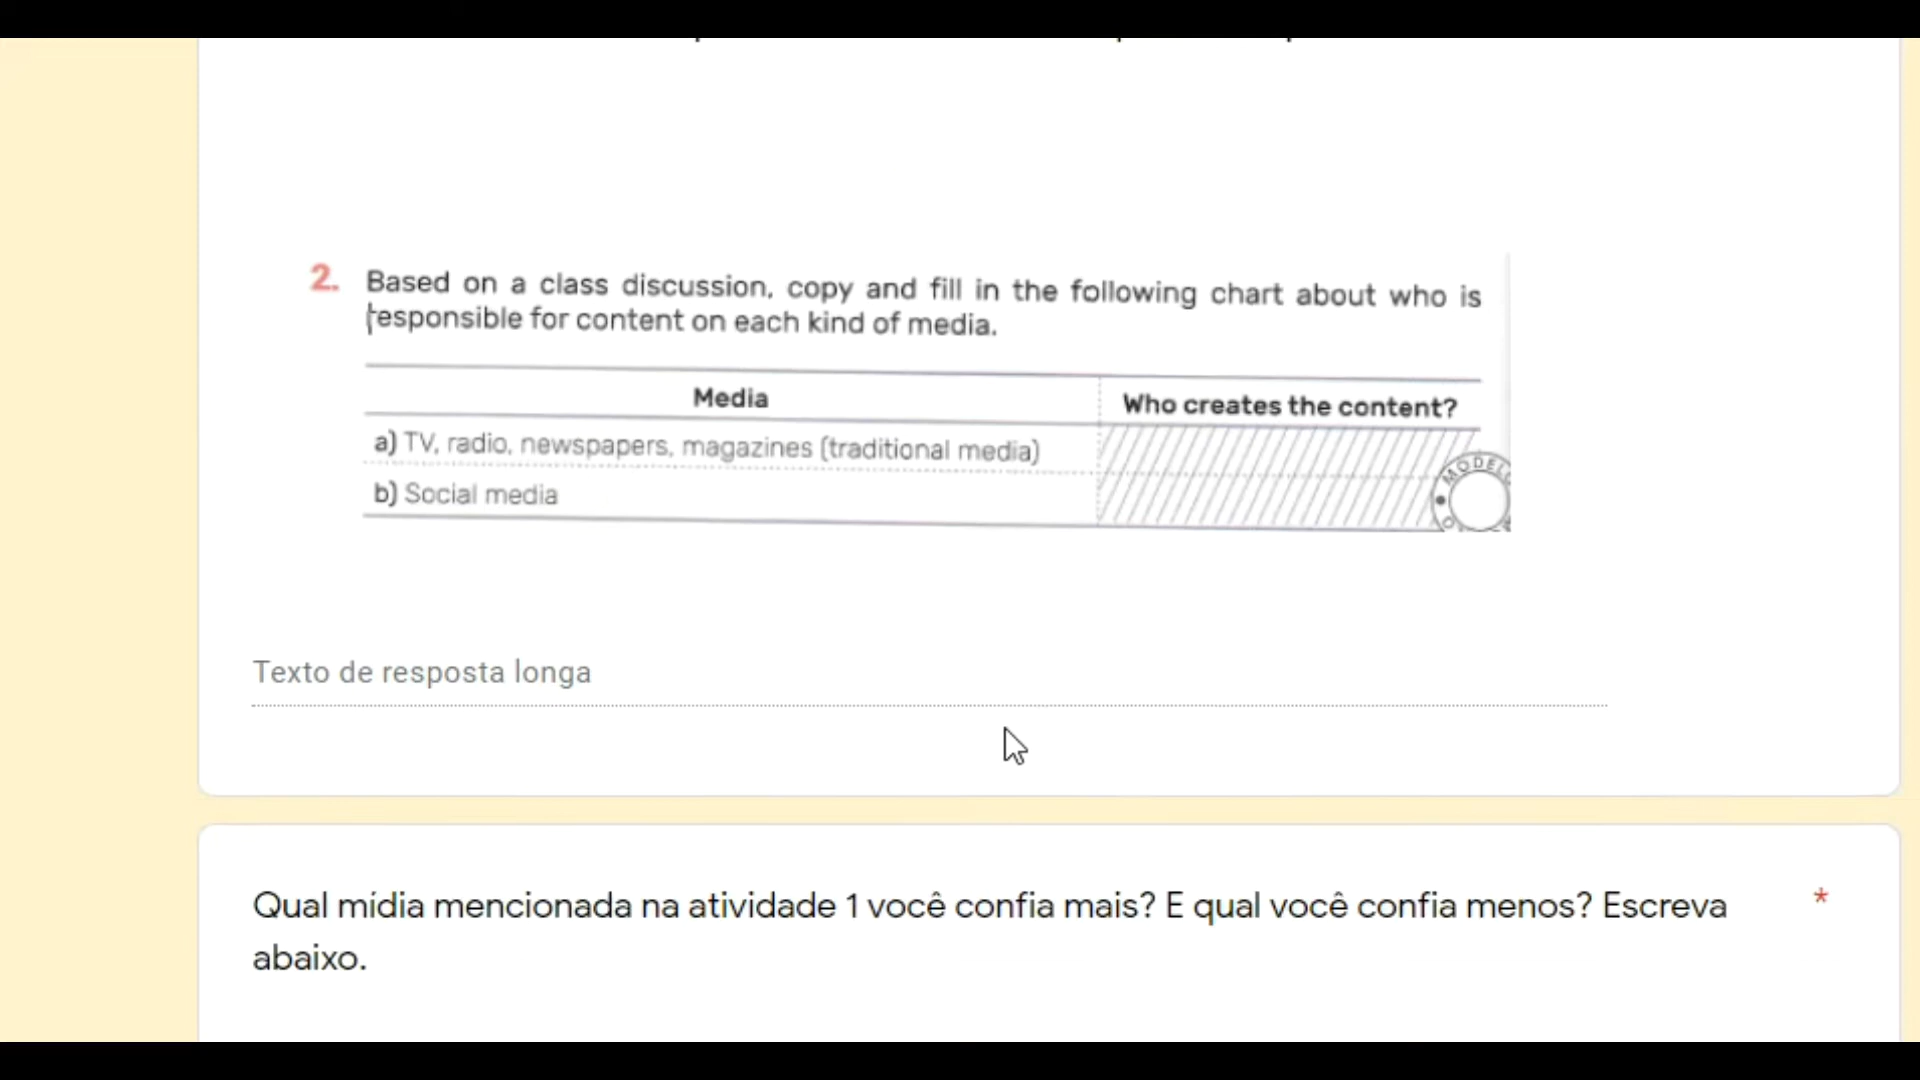 2. Based on a class discussion, copy and fill in the following chart about who is
responsible for content on each kind of media.
Media
Who creates the content?
a) TV, radio, newspapers, magazines (traditional media)
b) Social media
MODELO
Texto de resposta longa
Qual mídia mencionada na atividade 1 você confia mais? E qual você confia menos? Escreva *
abaixo.